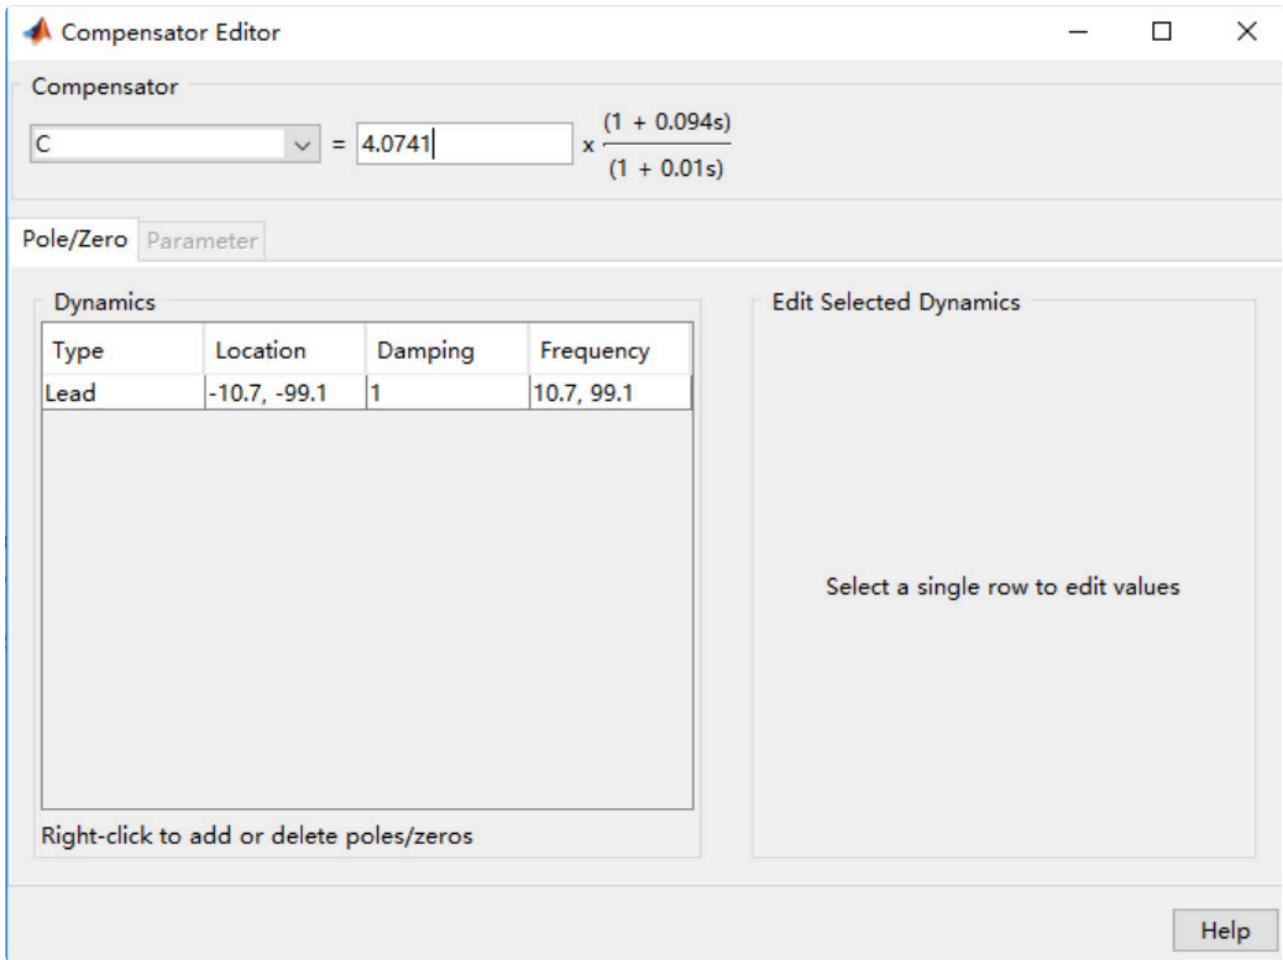 Compensator Editor
Compensator
C = 4.0741 x (1 + 0.094s)
(1 + 0.01s)
Pole/Zero Parameter
Dynamics
Type Location Damping Frequency
Lead -10.7, -99.1 1 10.7, 99.1
Right-click to add or delete poles/zeros
Edit Selected Dynamics
Select a single row to edit values
Help